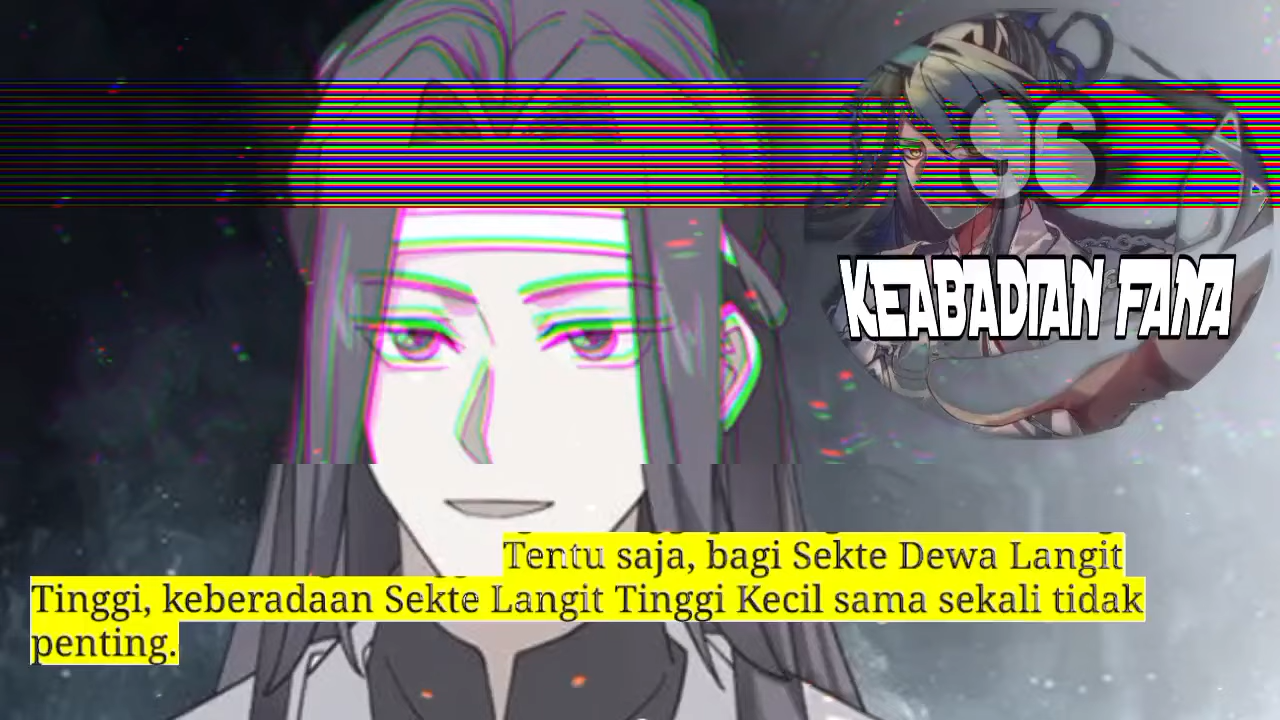 96
KEABADIAN FANA
Tentu saja, bagi Sekte Dewa Langit
Tinggi, keberadaan Sekte Langit Tinggi Kecil sama sekali tidak
penting.